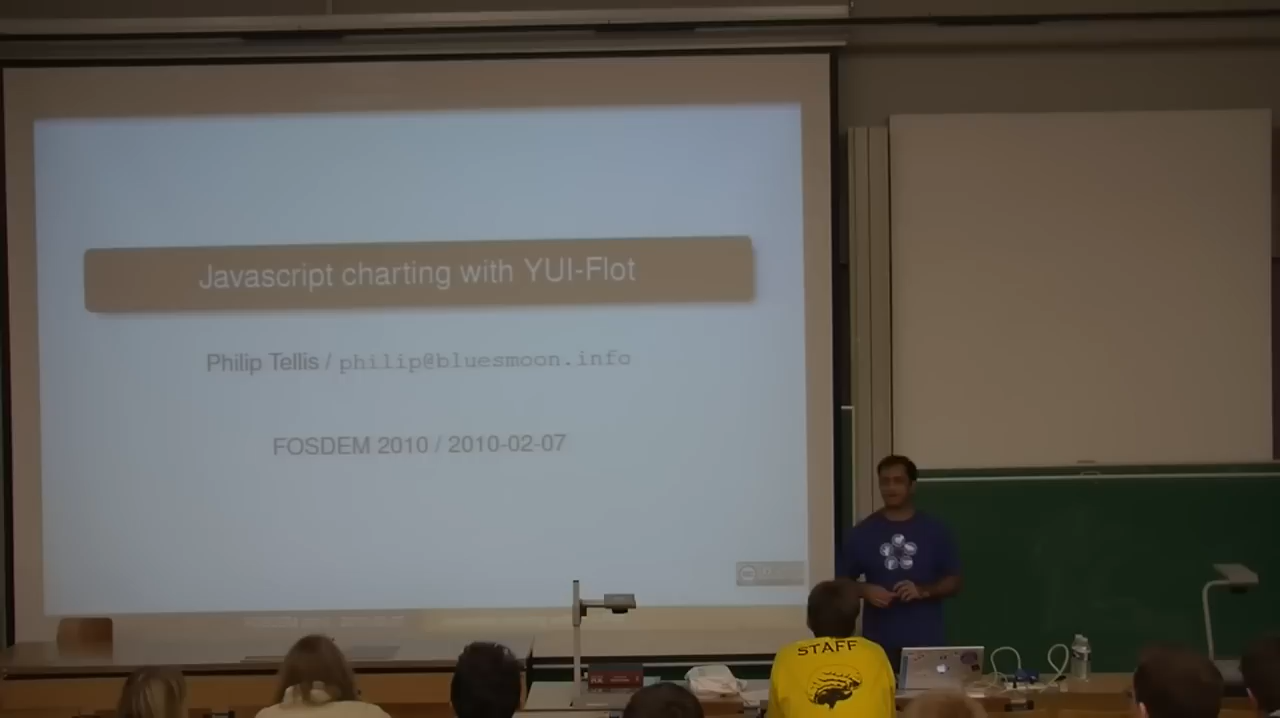 Javascript charting with YUI-Flot
Philip Tellis / philip@bluesmoon.info
FOSDEM 2010 / 2010-02-07
STAFF